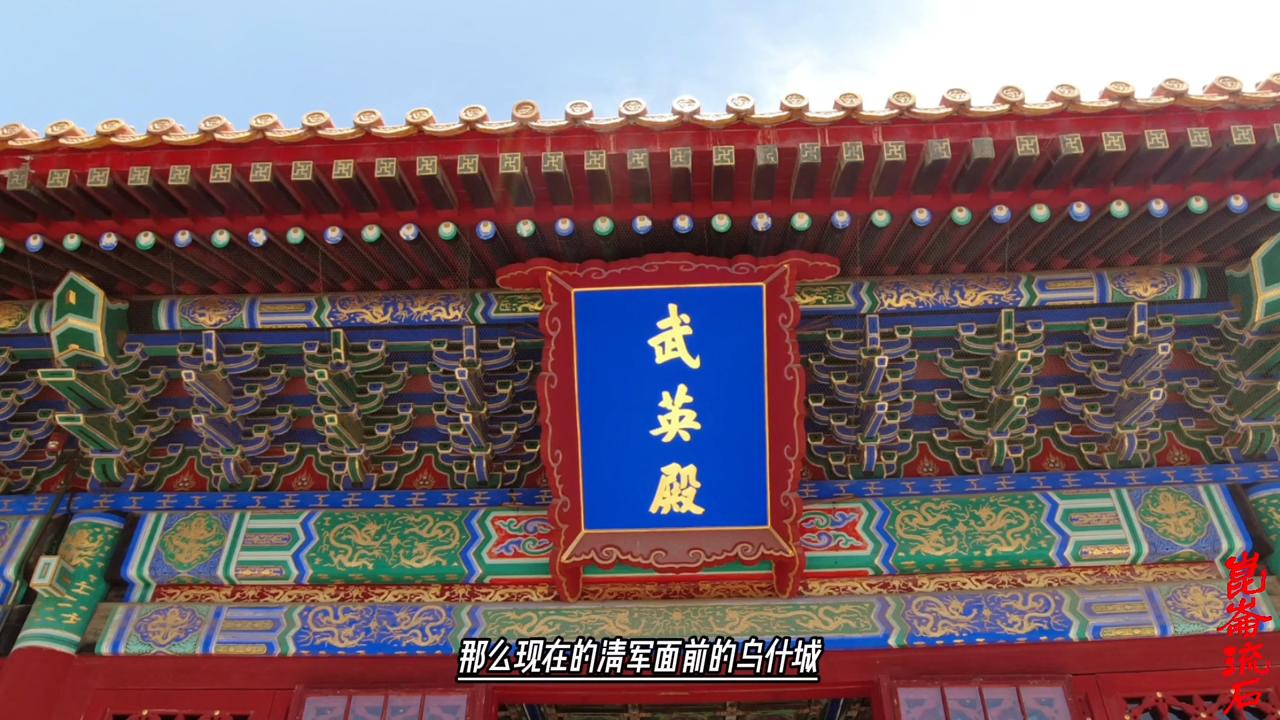 武英殿
那么现在的清军面前的乌什城
崑崙流石